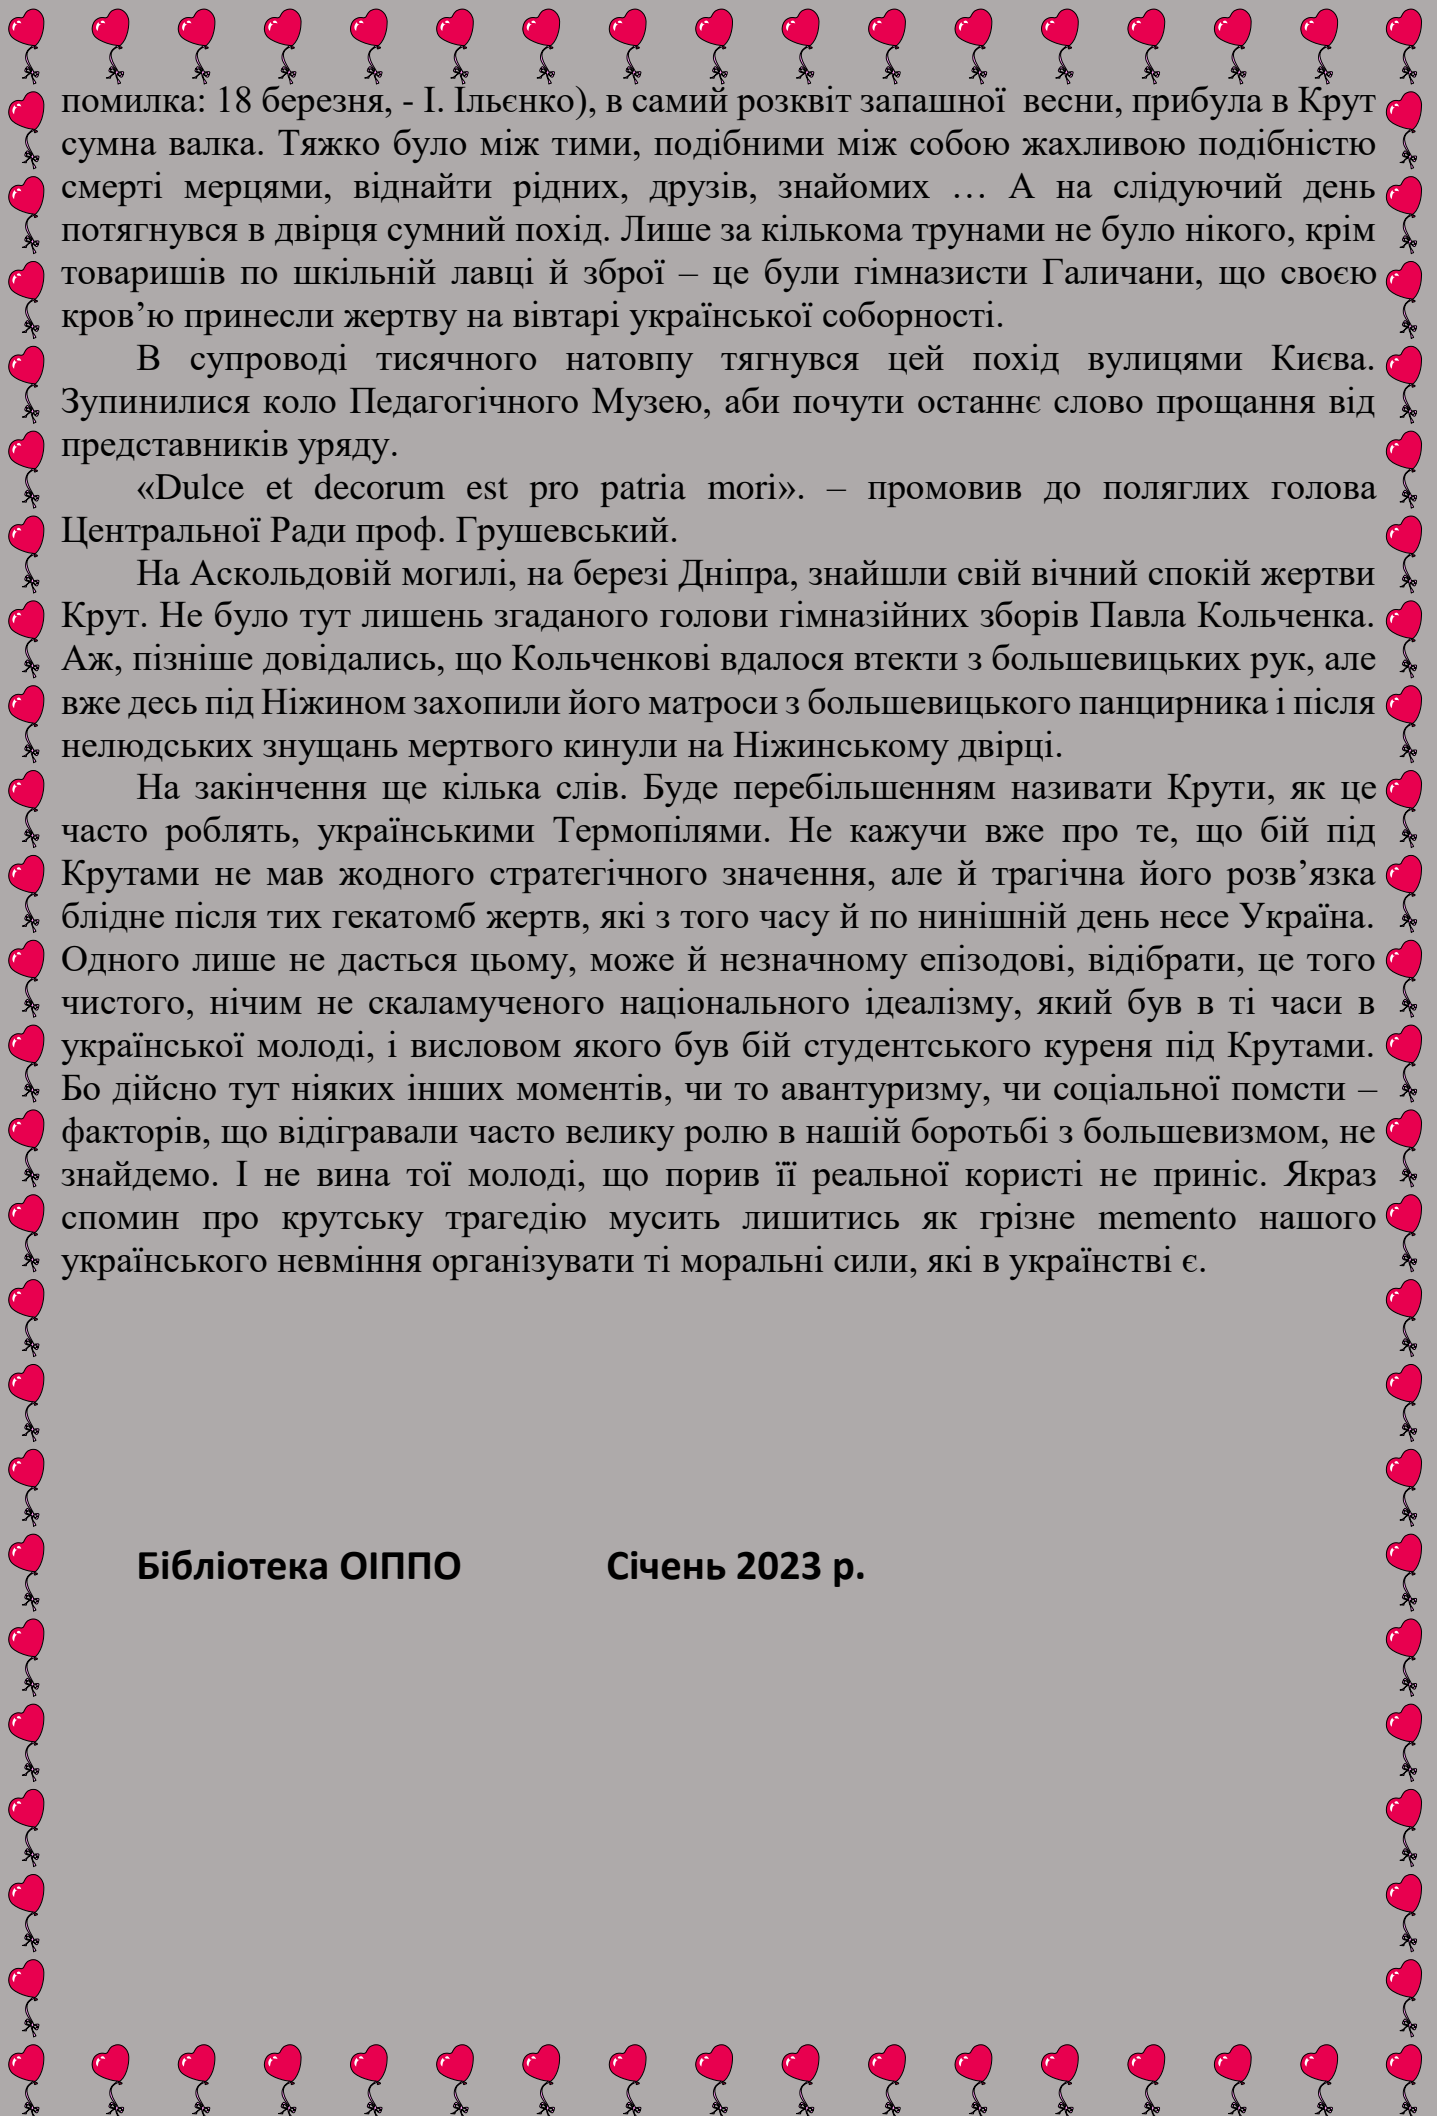 помилка: 18 березня, - І. Ільєнко), в самий розквіт запашної весни, прибула в Крут
сумна валка. Тяжко було між тими, подібними між собою жахливою подібністю
смерті мерцями, віднайти рідних, друзів, знайомих … А на слідуючий день
потягнувся в двірця сумний похід. Лише за кількома трунами не було нікого, крім
товаришів по шкільній лавці й зброї – це були гімназисти Галичани, що своєю
кров’ю принесли жертву на вівтарі української соборності.
В супроводі тисячного натовпу тягнувся цей похід вулицями Києва.
Зупинилися коло Педагогічного Музею, аби почути останнє слово прощання від
представників уряду.
«Dulce et decorum est pro patria mori». – промовив до поляглих голова
Центральної Ради проф. Грушевський.
На Аскольдовій могилі, на березі Дніпра, знайшли свій вічний спокій жертви
Крут. Не було тут лишень згаданого голови гімназійних зборів Павла Кольченка.
Аж, пізніше довідались, що Кольченкові вдалося втекти з большевицьких рук, але
вже десь під Ніжином захопили його матроси з большевицького панцирника і після
нелюдських знущань мертвого кинули на Ніжинському двірці.
На закінчення ще кілька слів. Буде перебільшенням називати Крути, як це
часто роблять, українськими Термопілями. Не кажучи вже про те, що бій під
Крутами не мав жодного стратегічного значення, але й трагічна його розв’язка
блідне після тих гекатомб жертв, які з того часу й по нинішній день несе Україна.
Одного лише не дасться цьому, може й незначному епізодові, відібрати, це того
чистого, нічим не скаламученого національного ідеалізму, який був в ті часи в
української молоді, і висловом якого був бій студентського куреня під Крутами.
Бо дійсно тут ніяких інших моментів, чи то авантуризму, чи соціальної помсти –
факторів, що відігравали часто велику ролю в нашій боротьбі з большевизмом, не
знайдемо. І не вина тої молоді, що порив її реальної користі не приніс. Якраз
спомин про крутську трагедію мусить лишитись як грізне memento нашого
українського невміння організувати ті моральні сили, які в українстві є.
Бібліотека ОІППО Січень 2023 р.